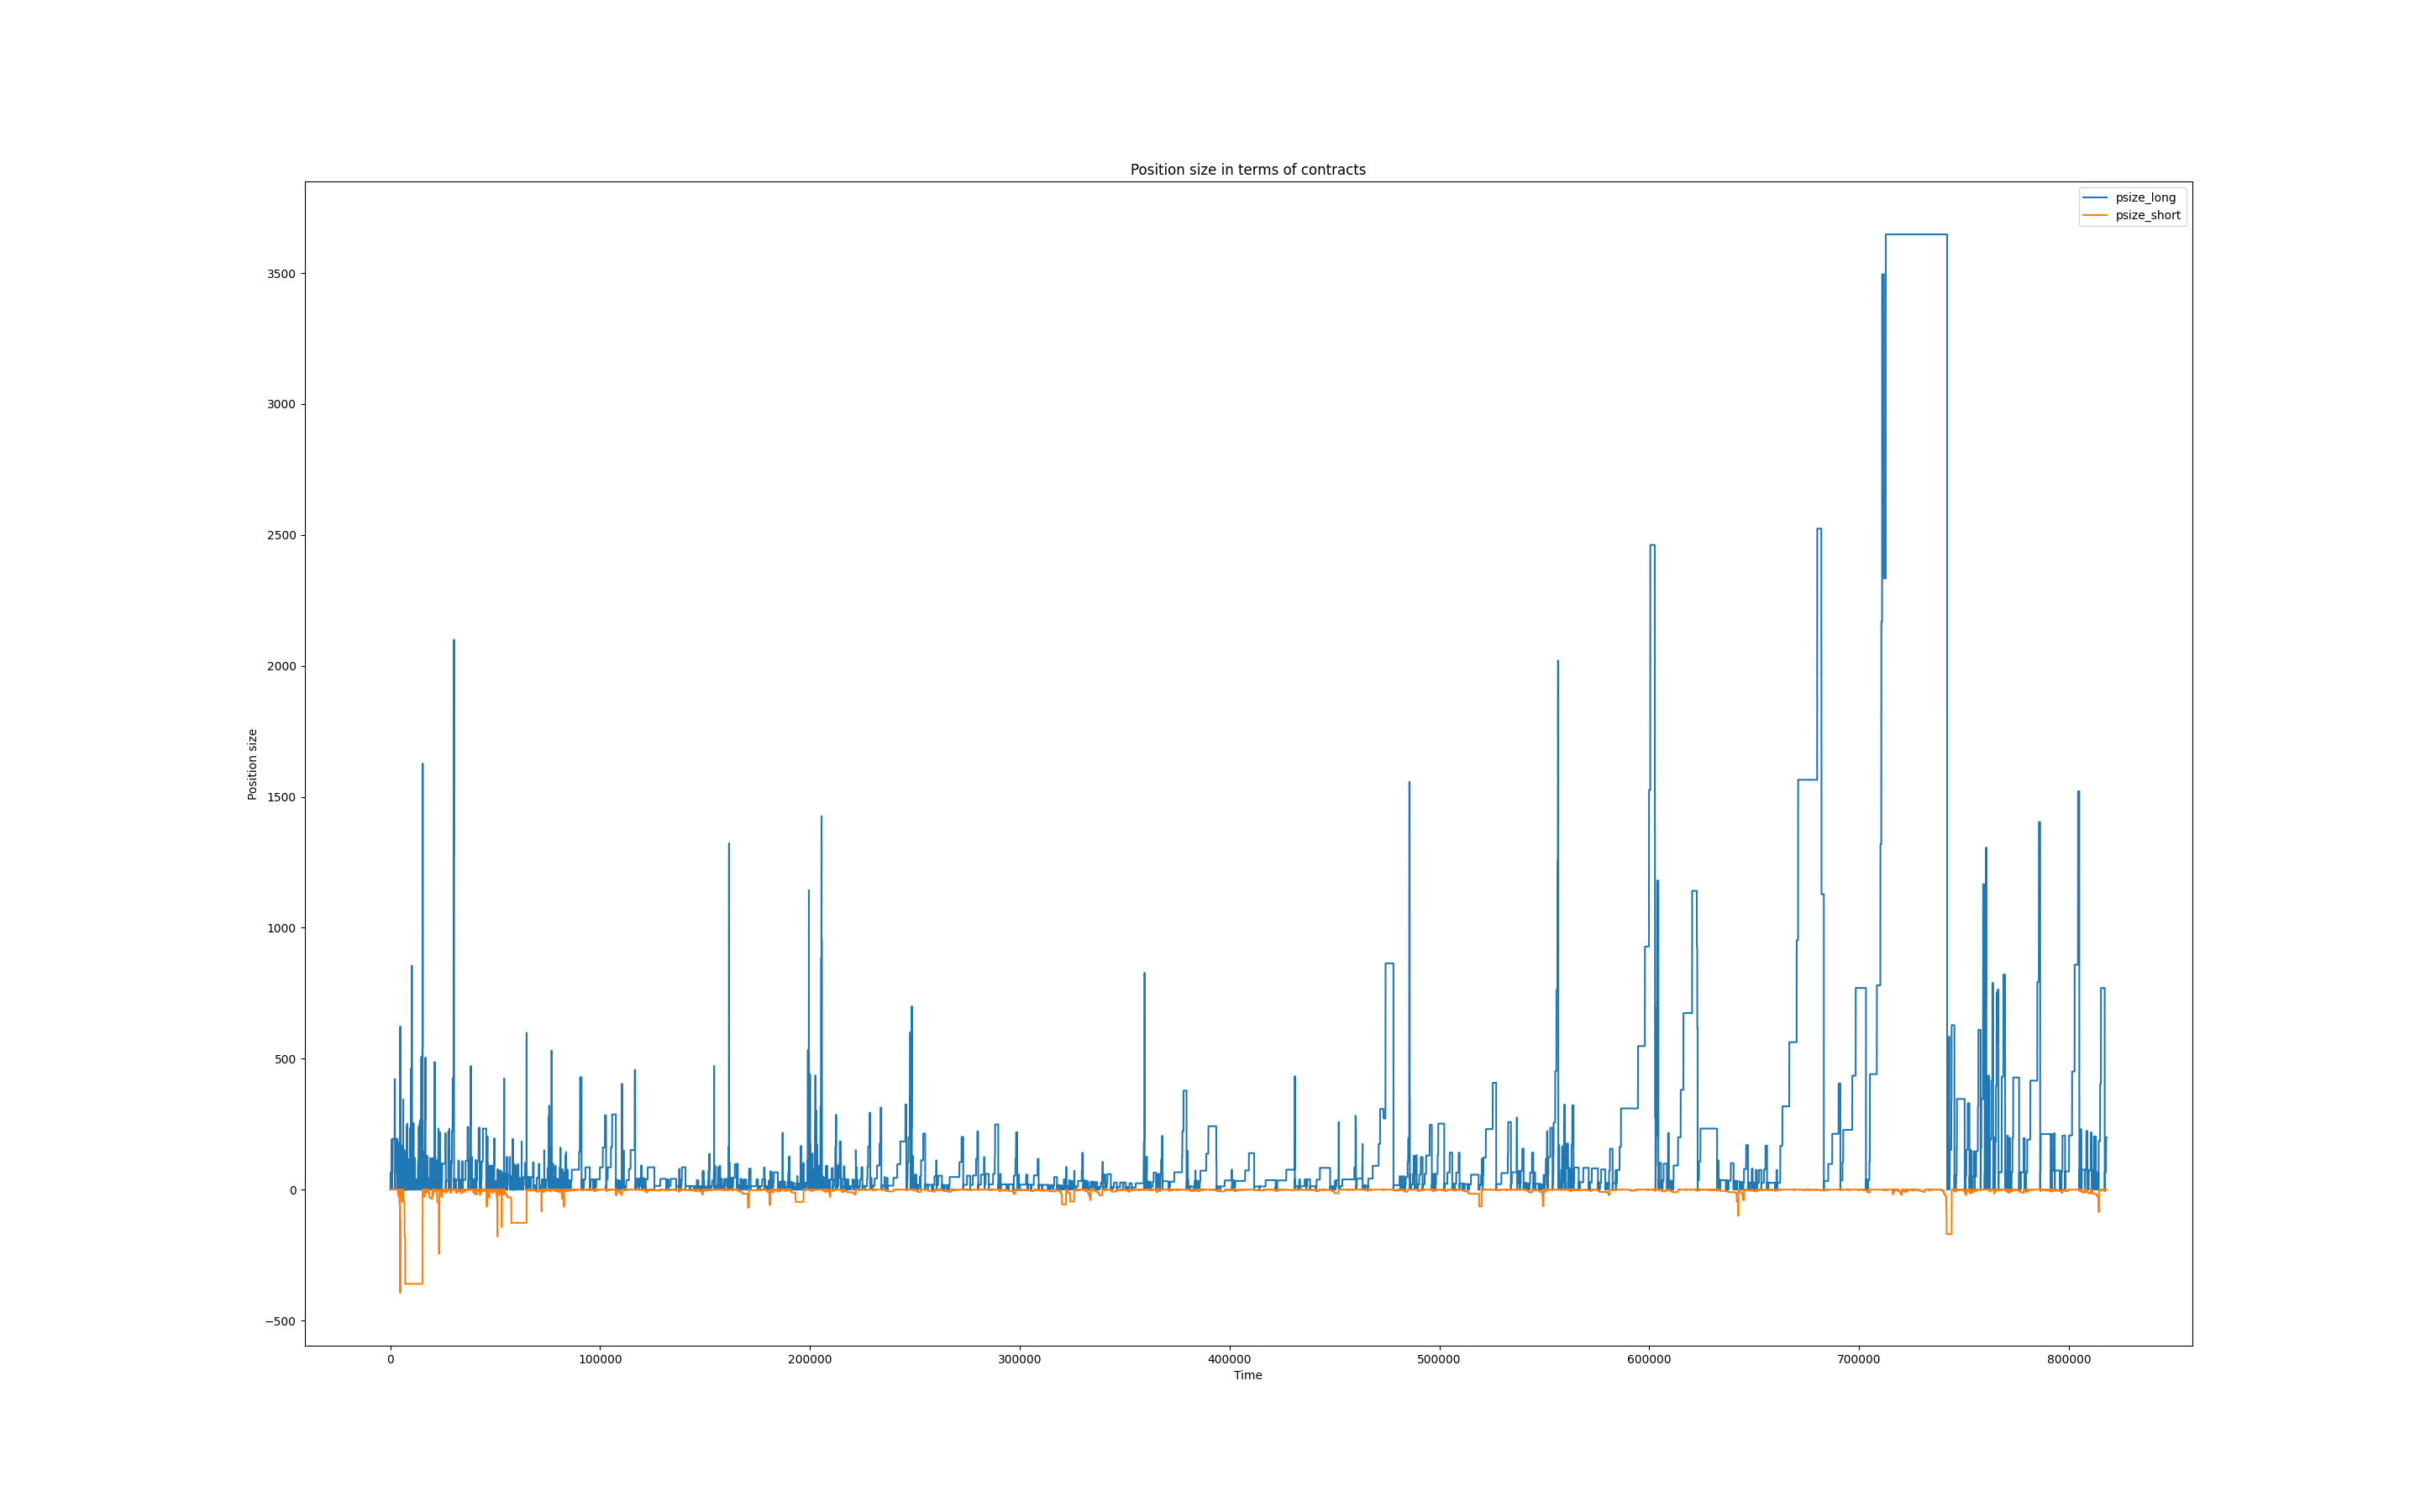 Position size in terms of contracts
psize_long
psize_short
3500
3000
2500
2000
1500
1000
500
0
−500
Position size
0 100000 200000 300000 400000 500000 600000 700000 800000
Time